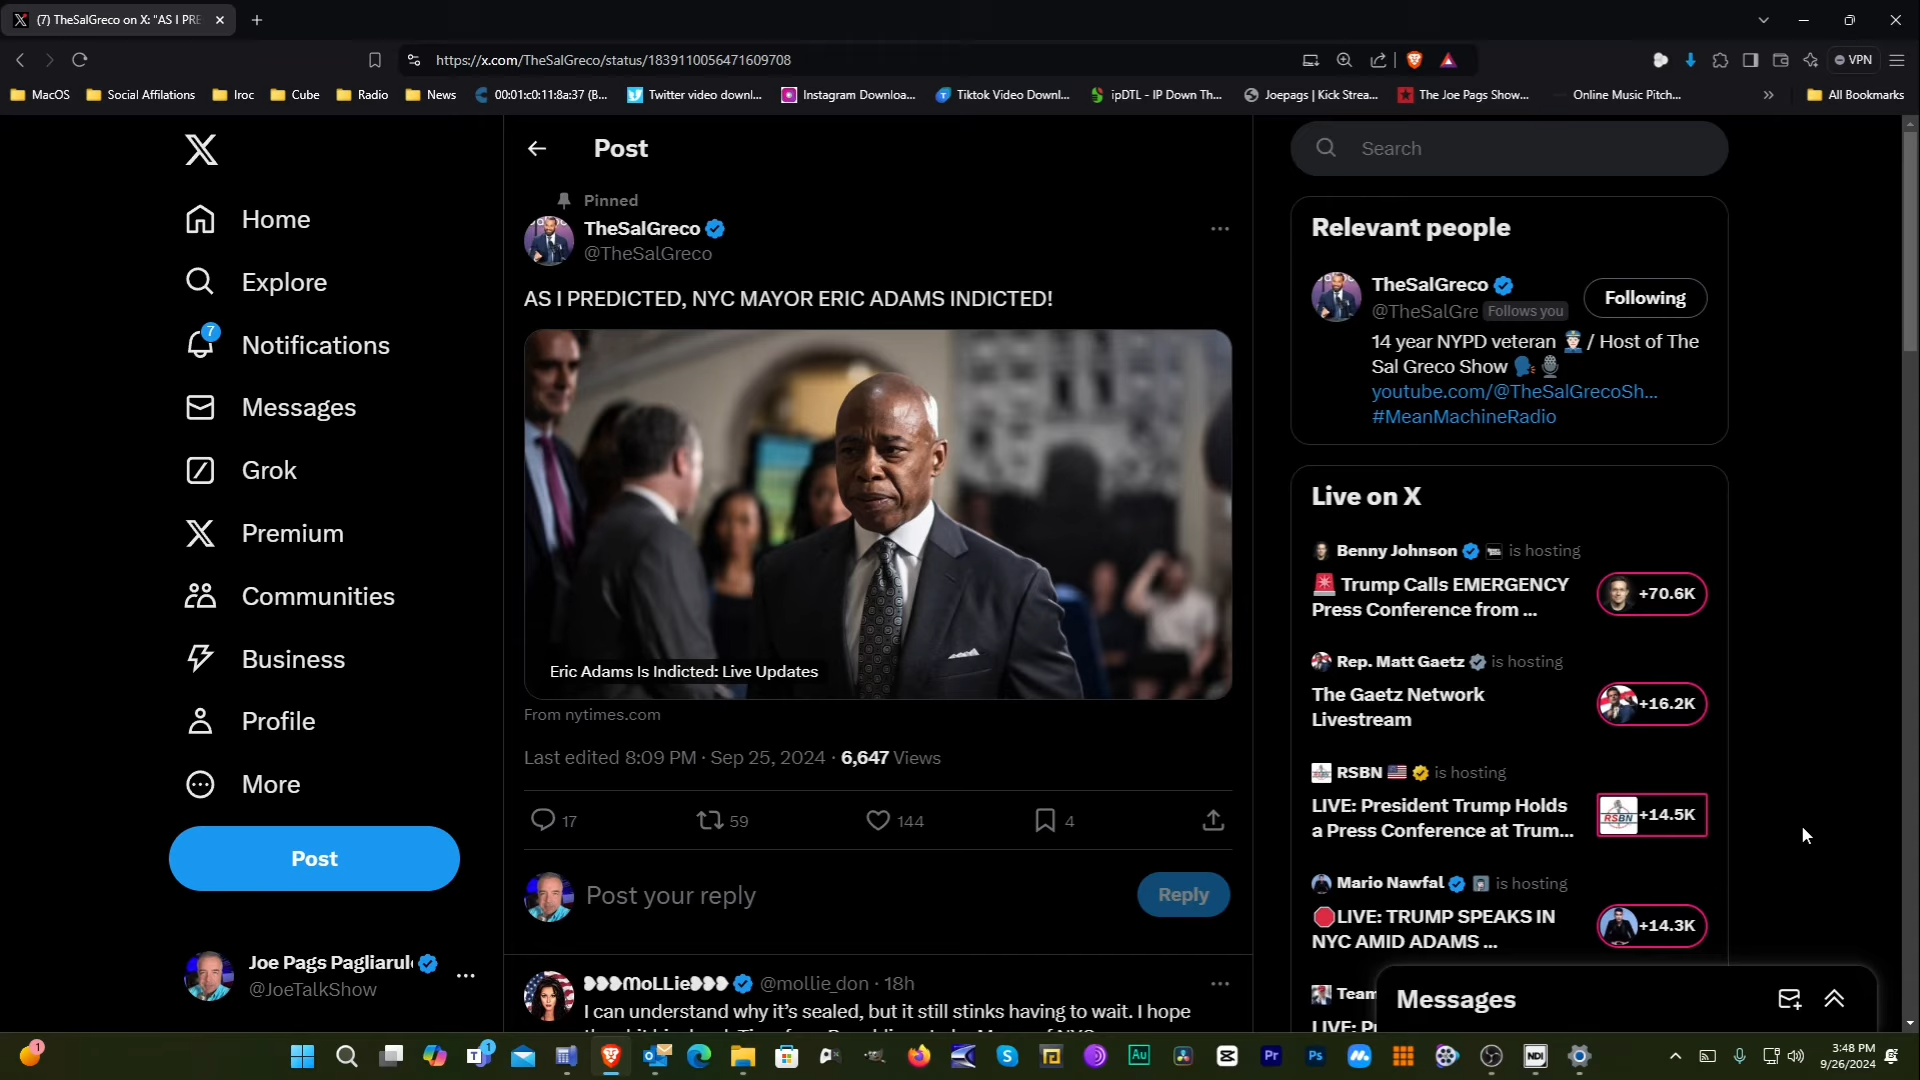 (7) TheSalGreco on X: "AS I PRE
https://x.com/TheSalGreco/status/1839110056471609708
VPN
MacOS
Social Affilations
Iroc
Cube
Radio
News
00:01:c0:11:8a:37 (B...
Twitter video downl...
Instagram Downloa...
Tiktok Video Downl...
ipDTL - IP Down Th...
Joepags | Kick Strea...
The Joe Pags Show...
Online Music Pitch...
All Bookmarks
Home
Explore
7
Notifications
Messages
Grok
Premium
Communities
Business
Profile
More
Post
Joe Pags Pagliarul
@JoeTalkShow
Post
Pinned
TheSalGreco
@TheSalGreco
AS I PREDICTED, NYC MAYOR ERIC ADAMS INDICTED!
Eric Adams Is Indicted: Live Updates
From nytimes.com
Last edited 8:09 PM · Sep 25, 2024 · 6,647 Views
17
59
144
4
Post your reply
Reply
MoLLie @mollie_don · 18h
I can understand why it’s sealed, but it still stinks having to wait. I hope
Search
Relevant people
TheSalGreco
@TheSalGre Follows you
Following
14 year NYPD veteran / Host of The
Sal Greco Show
youtube.com/@TheSalGrecoSh...
#MeanMachineRadio
Live on X
Benny Johnson is hosting
Trump Calls EMERGENCY
Press Conference from ...
+70.6K
Rep. Matt Gaetz is hosting
The Gaetz Network
Livestream
+16.2K
RSBN is hosting
LIVE: President Trump Holds
a Press Conference at Trum...
RSBN
+14.5K
Mario Nawfal is hosting
LIVE: TRUMP SPEAKS IN
NYC AMID ADAMS ...
+14.3K
Team
Messages
1
1
Au
Pr
Ps
NDI
3:48 PM
9/26/2024